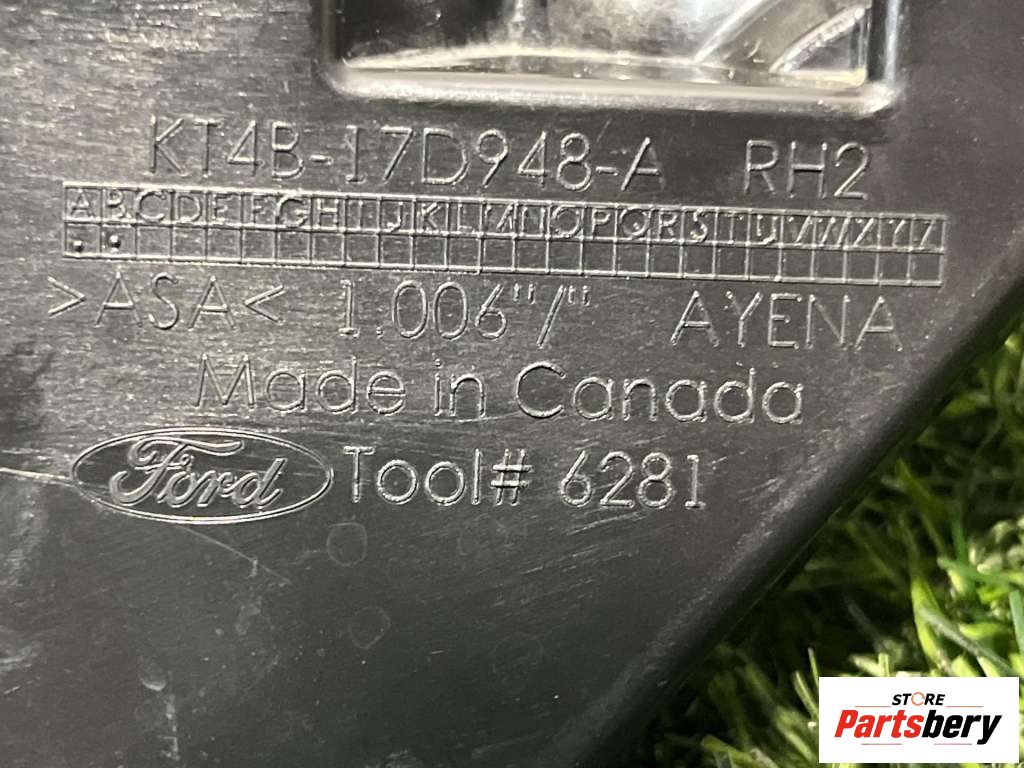 KT4B-17D948-A RH2
A B C D E F G H I J K L M N O P Q R S T U V W X Y Z
>ASA< 1.006"/" AYENA
Made in Canada
Ford Tool# 6281
STORE
Partsbery